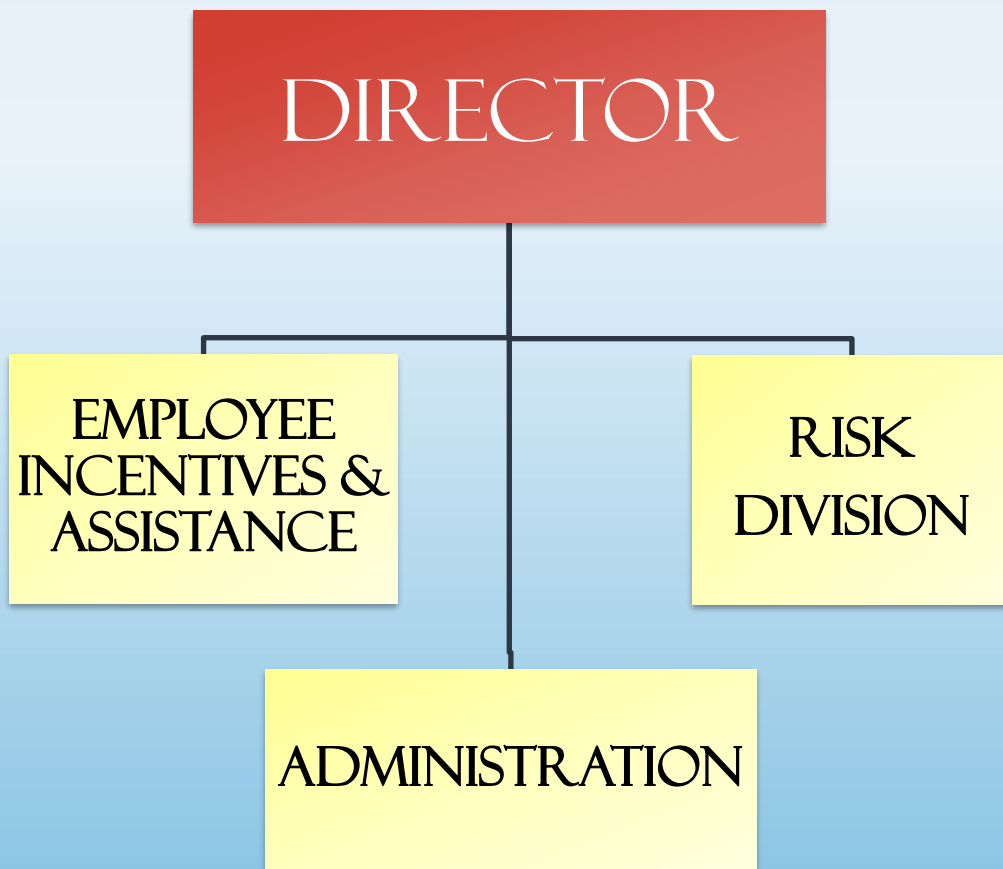 DIRECTOR
EMPLOYEE
INCENTIVES &
ASSISTANCE
RISK
DIVISION
ADMINISTRATION